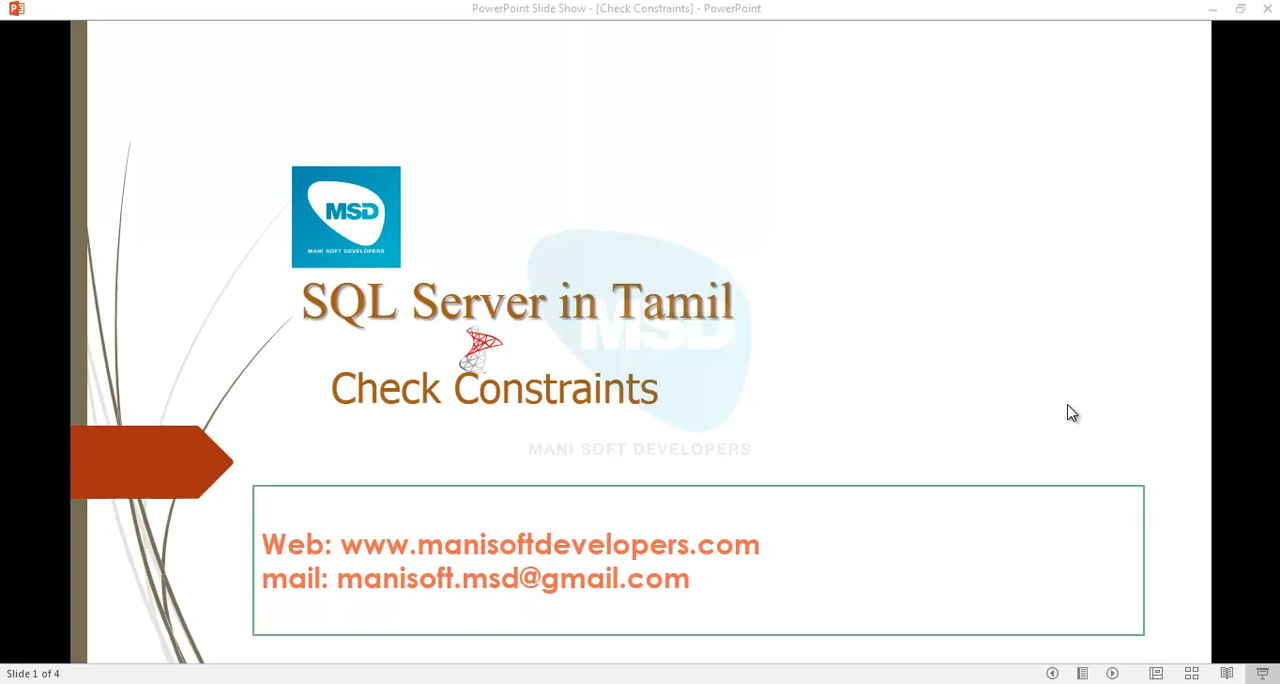 PowerPoint Slide Show - [Check Constraints] - PowerPoint
MSD
MANI SOFT DEVELOPERS
SQL Server in Tamil
MSD
Check Constraints
MANI SOFT DEVELOPERS
Web: www.manisoftdevelopers.com
mail: manisoft.msd@gmail.com
Slide 1 of 4